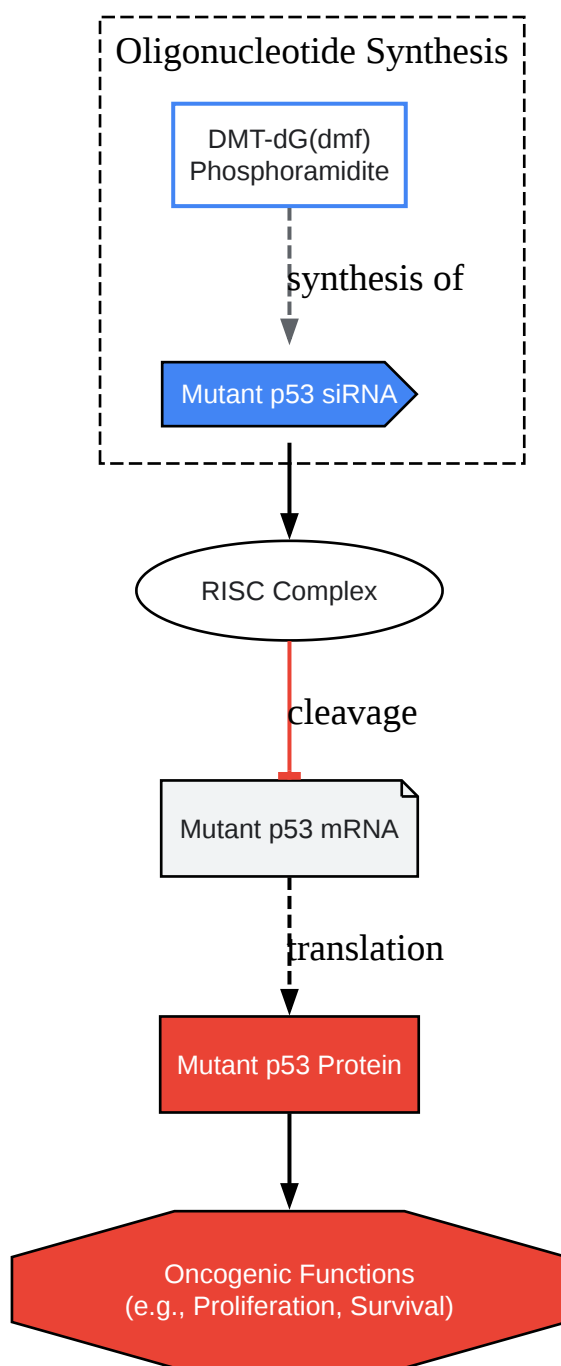 Oligonucleotide Synthesis
DMT-dG(dmf)
Phosphoramidite
synthesis of
Mutant p53 siRNA
RISC Complex
cleavage
Mutant p53 mRNA
translation
Mutant p53 Protein
Oncogenic Functions
(e.g., Proliferation, Survival)